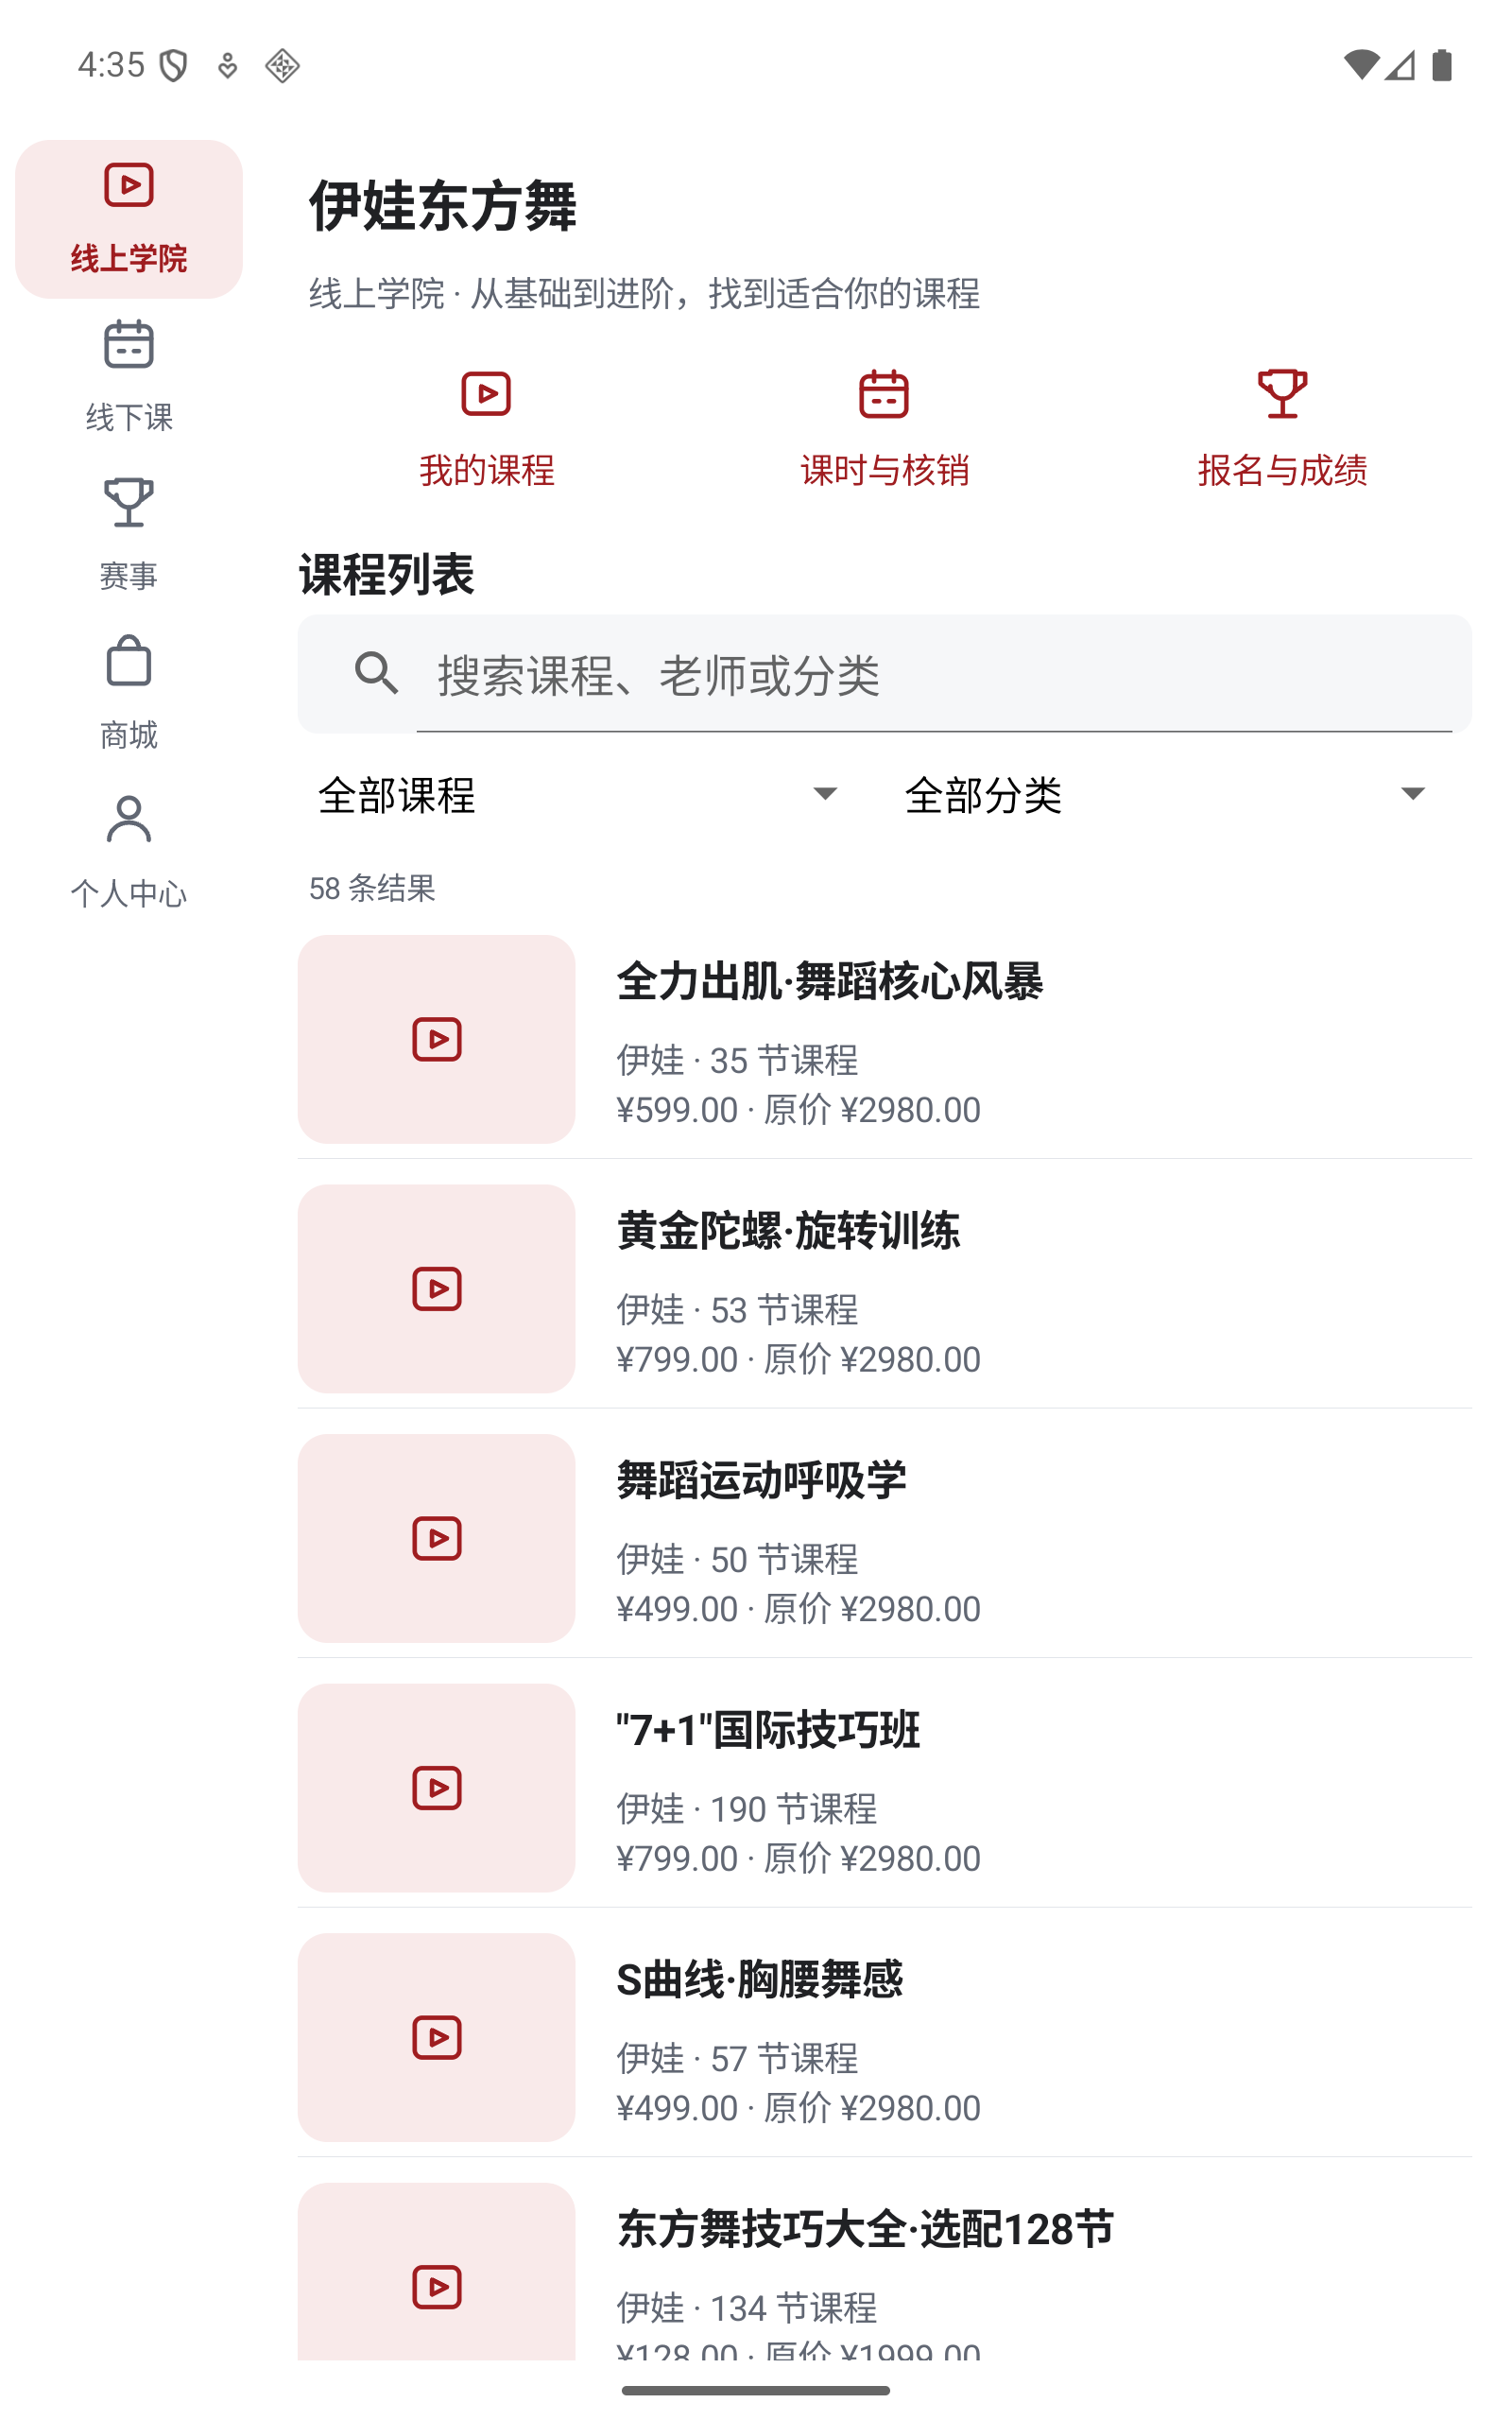 4:35
线上学院
线下课
赛事
商城
个人中心
伊娃东方舞
线上学院 · 从基础到进阶，找到适合你的课程
我的课程
课时与核销
报名与成绩
课程列表
搜索课程、老师或分类
全部课程
全部分类
58 条结果
全力出肌·舞蹈核心风暴
伊娃 · 35 节课程
¥599.00 · 原价 ¥2980.00
黄金陀螺·旋转训练
伊娃 · 53 节课程
¥799.00 · 原价 ¥2980.00
舞蹈运动呼吸学
伊娃 · 50 节课程
¥499.00 · 原价 ¥2980.00
"7+1"国际技巧班
伊娃 · 190 节课程
¥799.00 · 原价 ¥2980.00
S曲线·胸腰舞感
伊娃 · 57 节课程
¥499.00 · 原价 ¥2980.00
东方舞技巧大全·选配128节
伊娃 · 134 节课程
¥128.00 · 原价 ¥1999.00